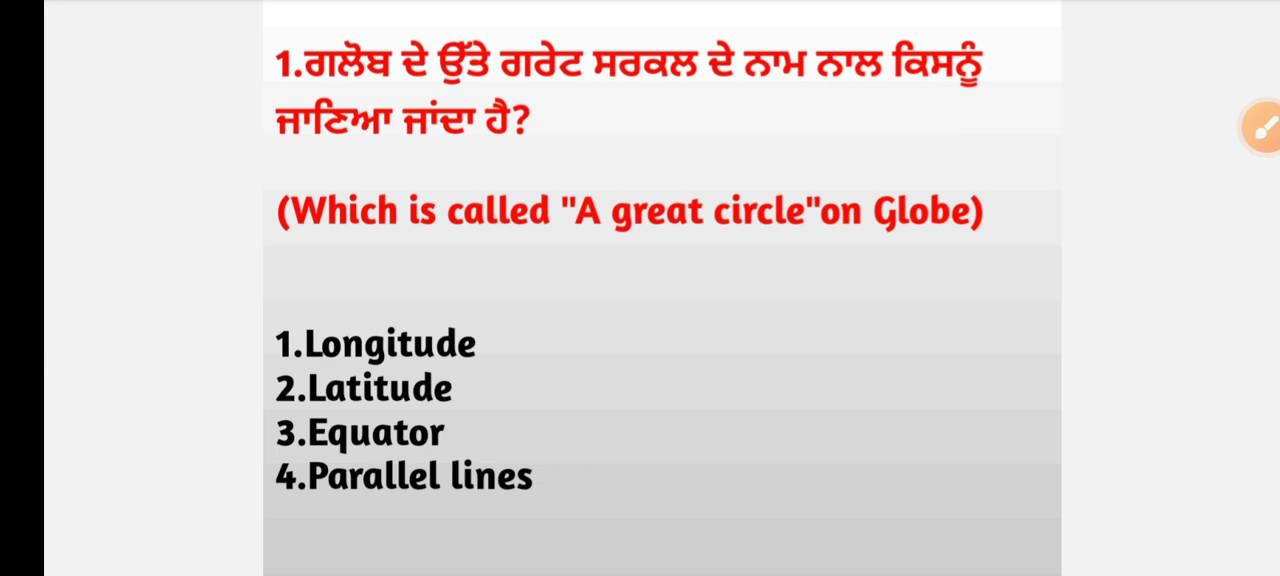 1.ਗਲੋਬ ਦੇ ਉੱਤੇ ਗਰੇਟ ਸਰਕਲ ਦੇ ਨਾਮ ਨਾਲ ਕਿਸਨੂੰ
ਜਾਣਿਆ ਜਾਂਦਾ ਹੈ?
(Which is called "A great circle"on Globe)
1.Longitude
2.Latitude
3.Equator
4.Parallel lines